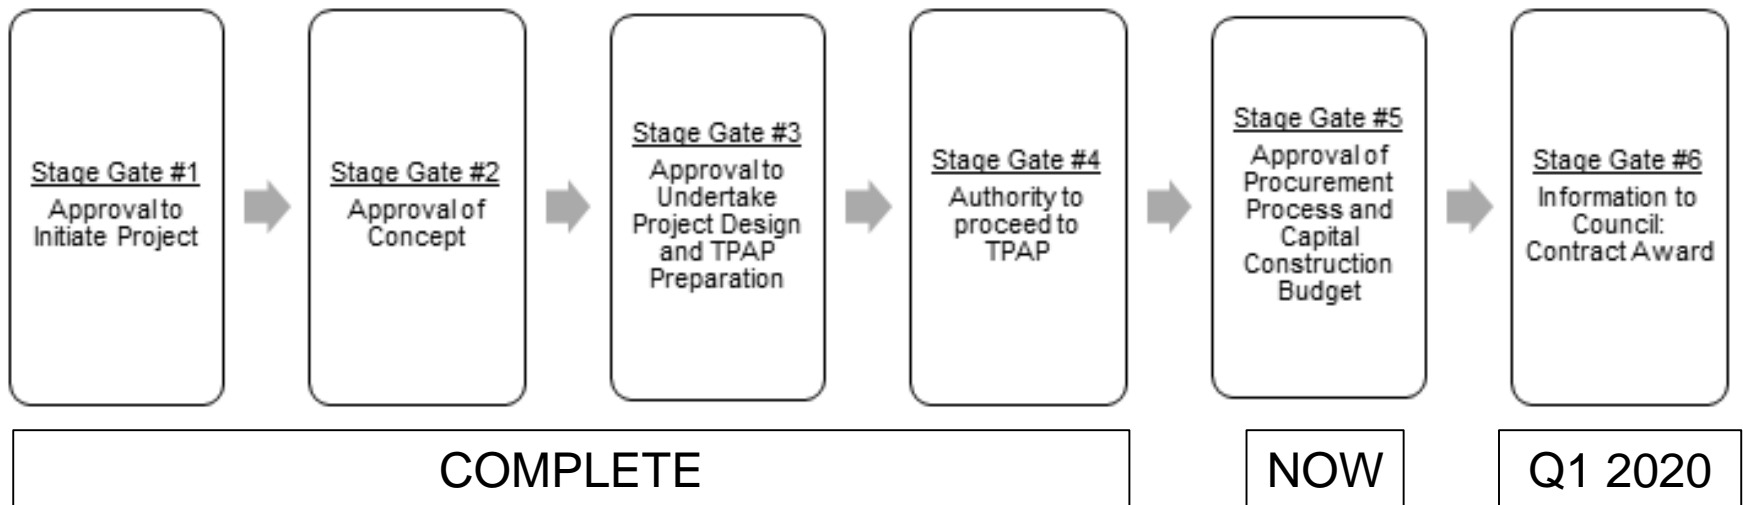 Stage Gate #1
Approval to
Initiate Project
Stage Gate #2
Approval of
Concept
Stage Gate #3
Approval to
Undertake
Project Design
and TPAP
Preparation
Stage Gate #4
Authority to
proceed to
TPAP
Stage Gate #5
Approval of
Procurement
Process and
Capital
Construction
Budget
Stage Gate #6
Information to
Council:
Contract Award
COMPLETE
NOW
Q1 2020